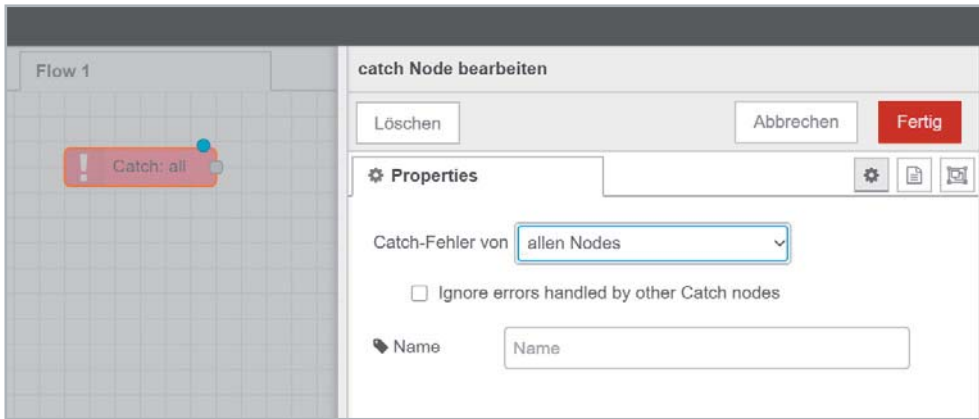 Flow 1
Catch: all
catch Node bearbeiten
Löschen
Abbrechen
Fertig
Properties
Catch-Fehler von
allen Nodes
Ignore errors handled by other Catch nodes
Name
Name